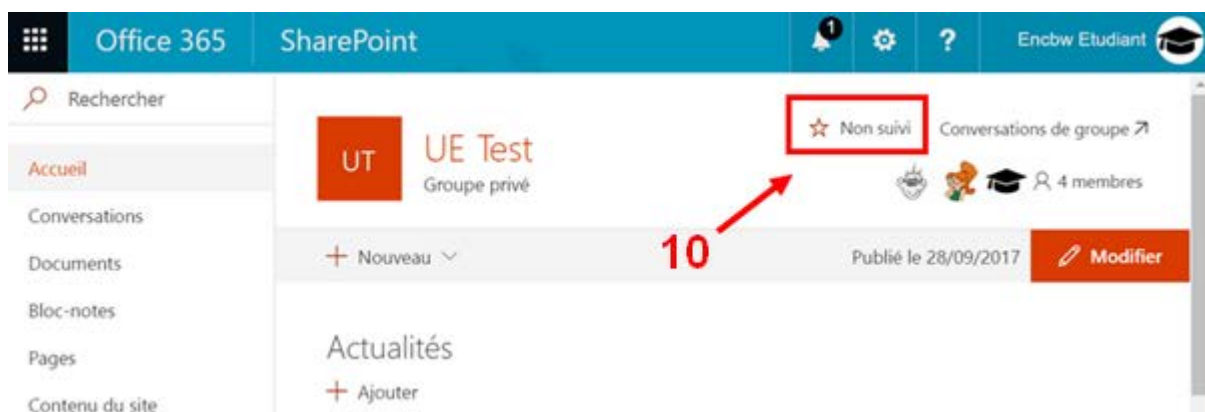 Office 365
SharePoint
1
?
Encbw Etudiant
Rechercher
Accueil
Conversations
Documents
Bloc-notes
Pages
Contenu du site
UT
UE Test
Groupe privé
Non suivi
Conversations de groupe
4 membres
10
Nouveau
Publié le 28/09/2017
Modifier
Actualités
Ajouter